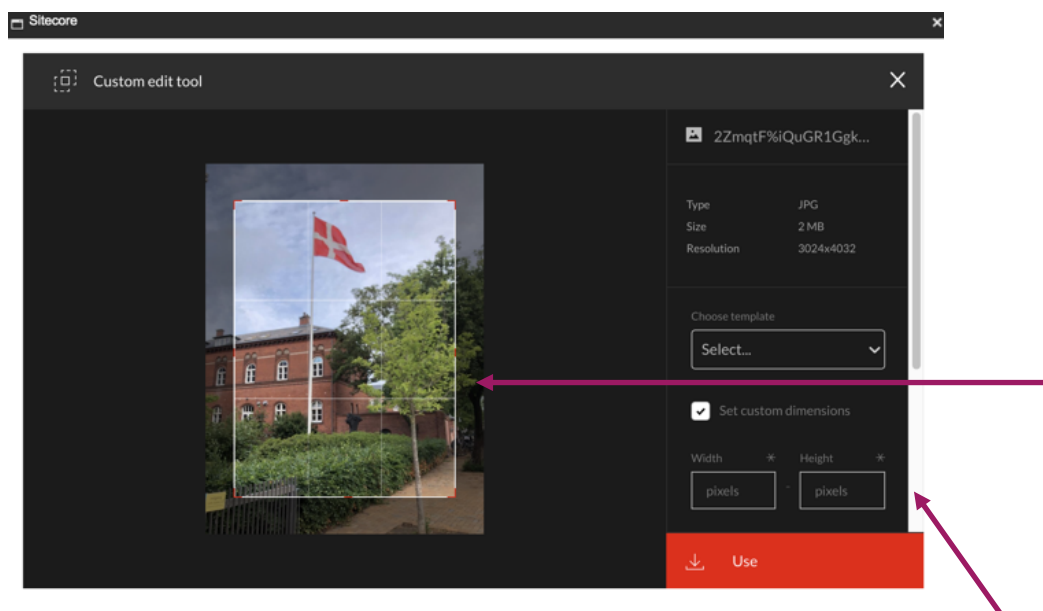 Sitecore
Custom edit tool
2ZmqtF%iQuGR1Ggk...
Type JPG
Size 2 MB
Resolution 3024x4032
Choose template
Select...
Set custom dimensions
Width * Height *
pixels - pixels
Use